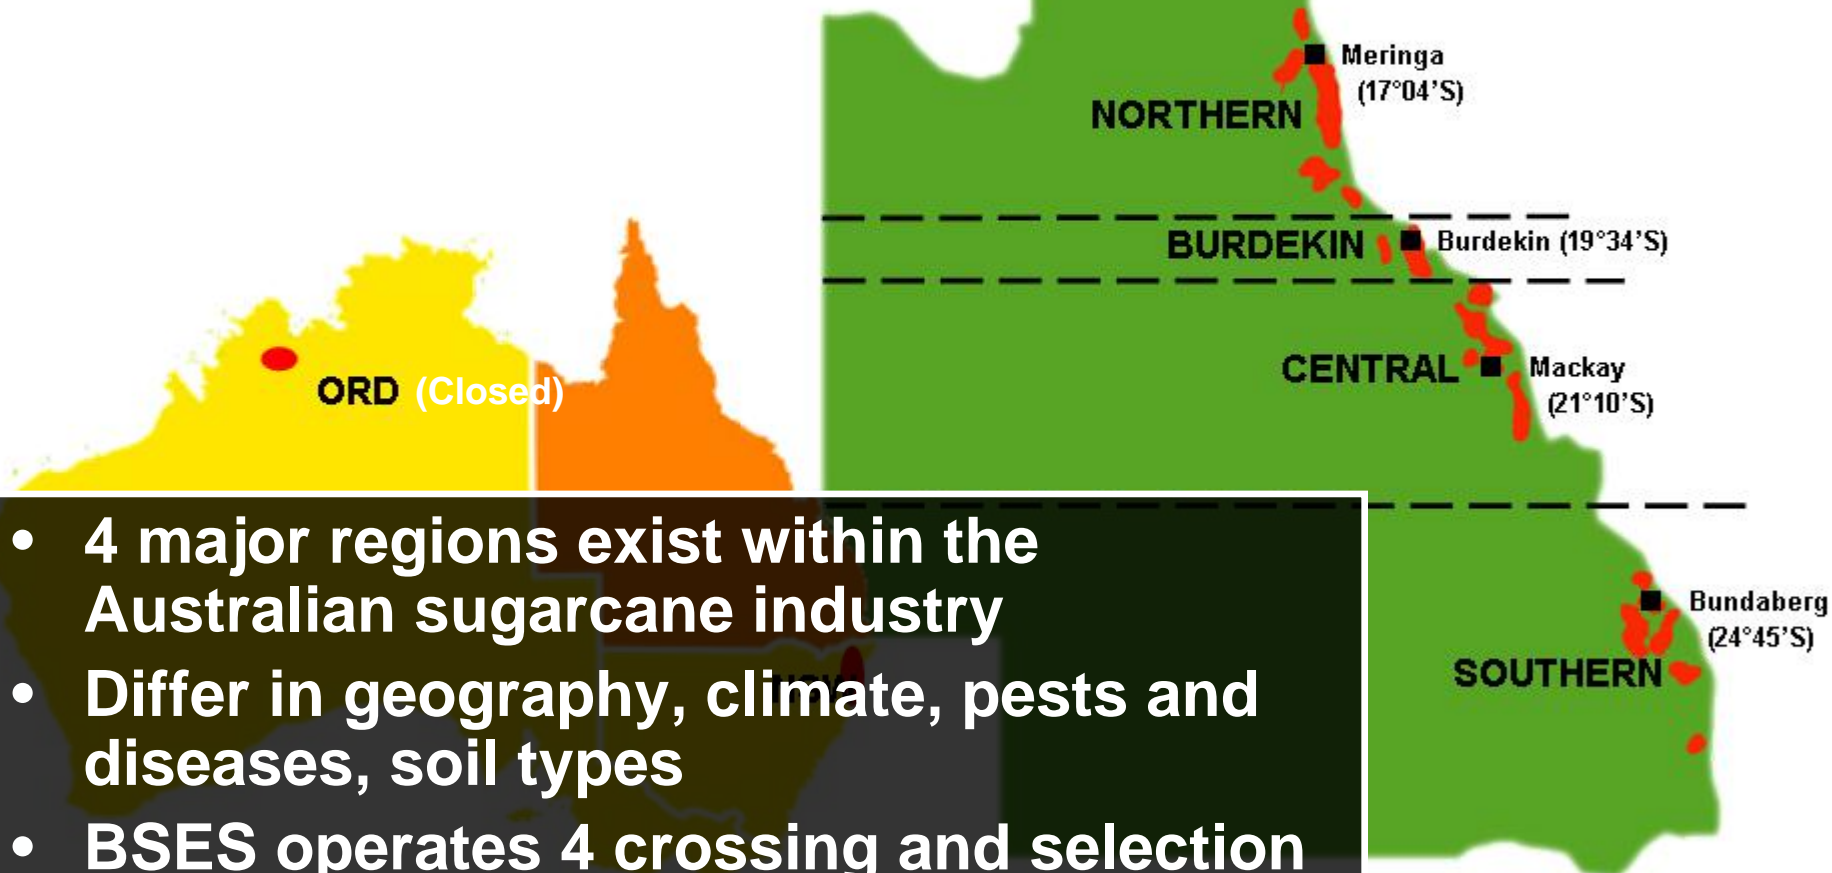 Meringa
(17°04'S)
NORTHERN
BURDEKIN
Burdekin (19°34'S)
ORD (Closed)
CENTRAL
Mackay
(21°10'S)
• 4 major regions exist within the
Australian sugarcane industry
• Differ in geography, climate, pests and
diseases, soil types
• BSES operates 4 crossing and selection
Bundaberg
(24°45'S)
SOUTHERN